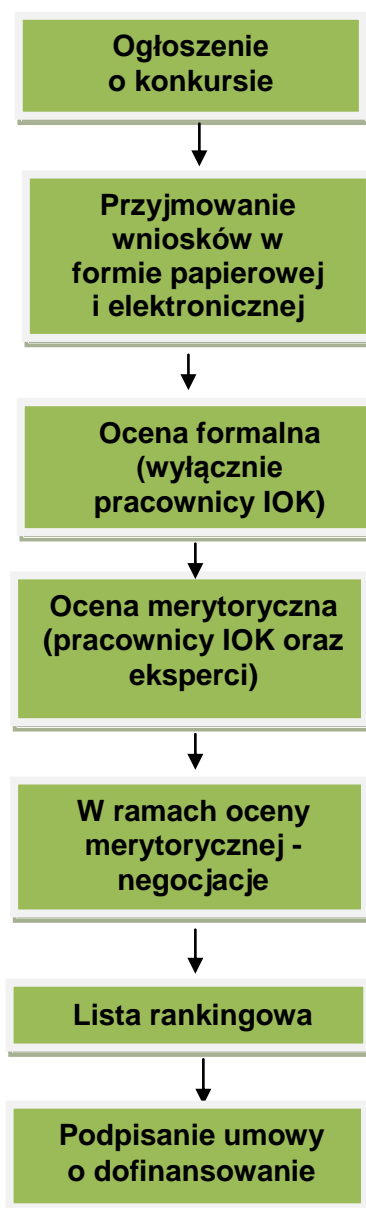 Ogłoszenie
o konkursie
Przyjmowanie
wniosków w
formie papierowej
i elektronicznej
Ocena formalna
(wyłącznie
pracownicy IOK)
Ocena merytoryczna
(pracownicy IOK oraz
eksperci)
W ramach oceny
merytorycznej -
negocjacje
Lista rankingowa
Podpisanie umowy
o dofinansowanie